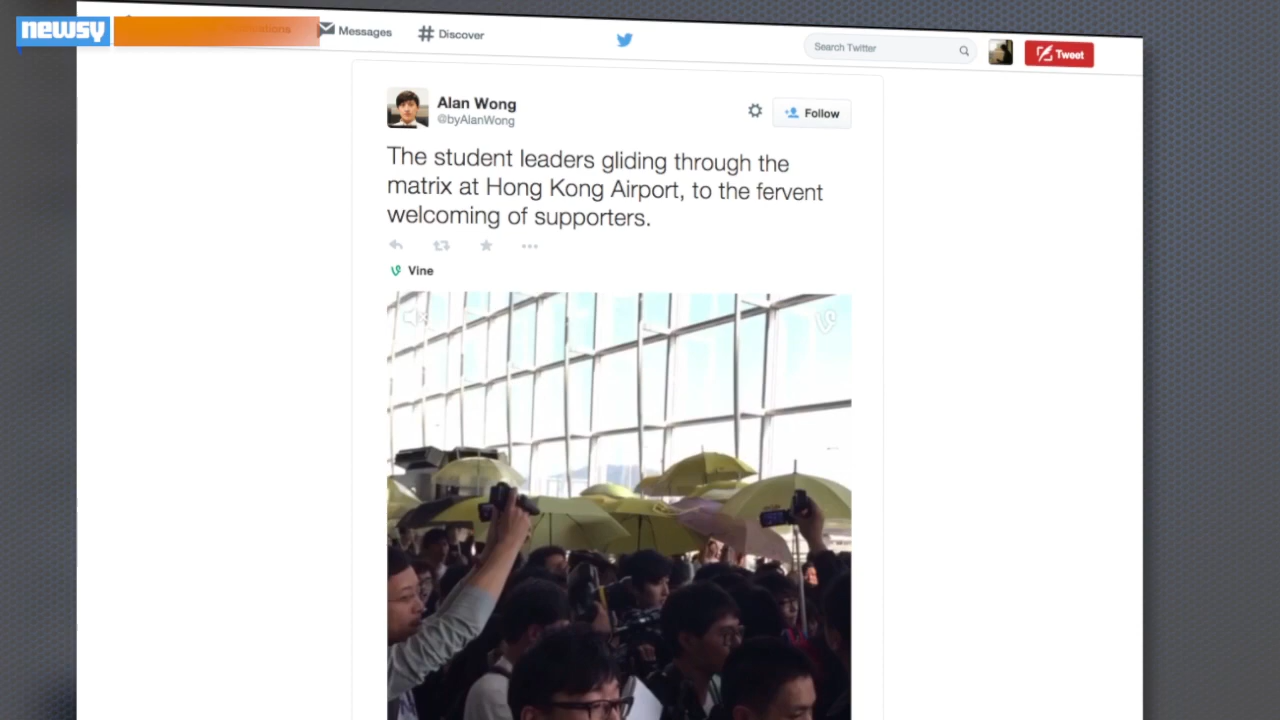 newsy
Messages
Discover
Search Twitter
Tweet
Alan Wong
@byAlanWong
Follow
The student leaders gliding through the
matrix at Hong Kong Airport, to the fervent
welcoming of supporters.
Vine